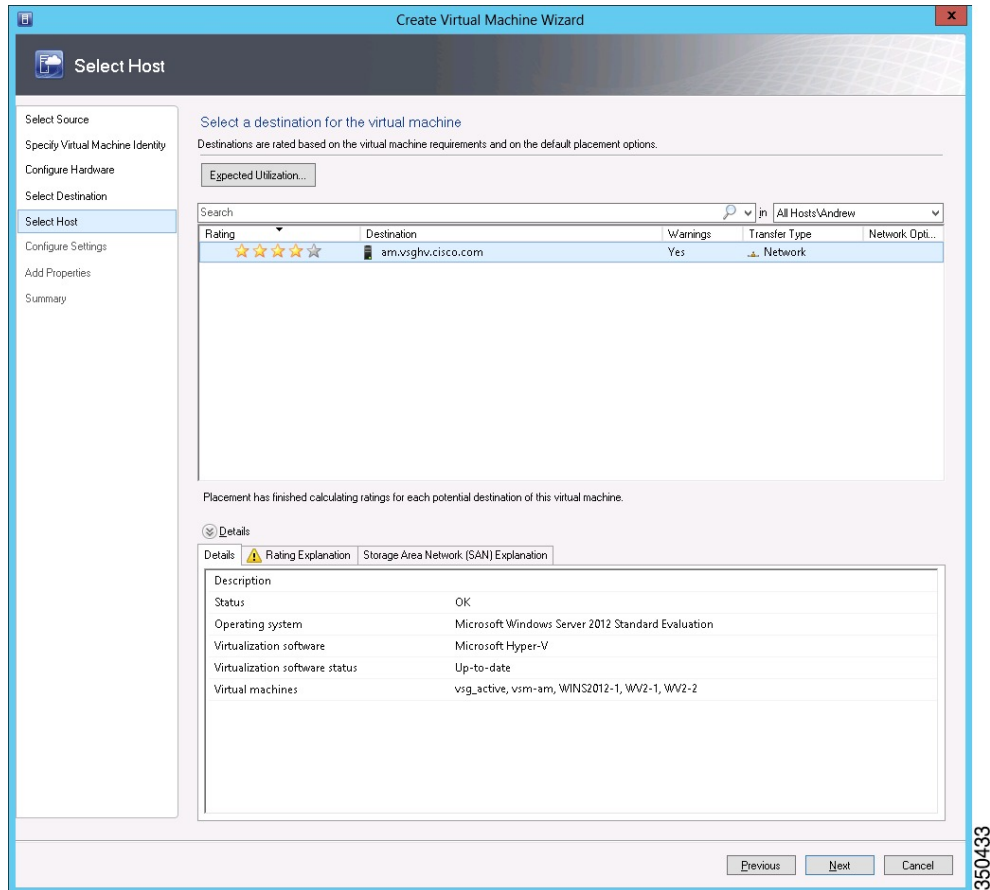 Create Virtual Machine Wizard
x
Select Host
Select Source
Specify Virtual Machine Identity
Configure Hardware
Select Destination
Select Host
Configure Settings
Add Properties
Summary
Select a destination for the virtual machine
Destinations are rated based on the virtual machine requirements and on the default placement options.
Expected Utilization...
Search in All Hosts\Andrew
Rating Destination Warnings Transfer Type Network Opti...
am.vsghv.cisco.com Yes Network
Placement has finished calculating ratings for each potential destination of this virtual machine.
Details
Details Rating Explanation Storage Area Network (SAN) Explanation
Description
Status OK
Operating system Microsoft Windows Server 2012 Standard Evaluation
Virtualization software Microsoft Hyper-V
Virtualization software status Up-to-date
Virtual machines vsg_active, vsm-am, WINS2012-1, WV2-1, WV2-2
Previous Next Cancel
350433